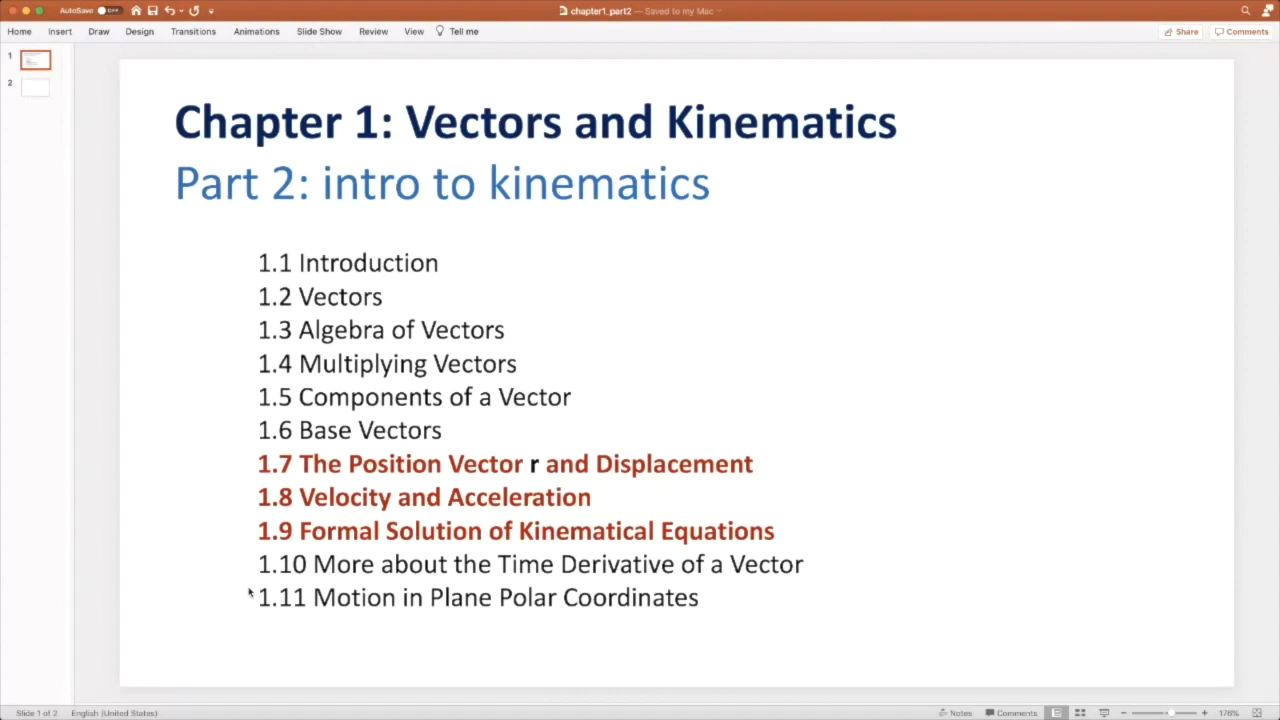 AutoSave OFF
chapter1_part2 — Saved to my Mac
Home Insert Draw Design Transitions Animations Slide Show Review View Tell me
Share Comments
1
2
Chapter 1: Vectors and Kinematics
Part 2: intro to kinematics
1.1 Introduction
1.2 Vectors
1.3 Algebra of Vectors
1.4 Multiplying Vectors
1.5 Components of a Vector
1.6 Base Vectors
1.7 The Position Vector r and Displacement
1.8 Velocity and Acceleration
1.9 Formal Solution of Kinematical Equations
1.10 More about the Time Derivative of a Vector
1.11 Motion in Plane Polar Coordinates
Slide 1 of 2 English (United States) Notes Comments 176%